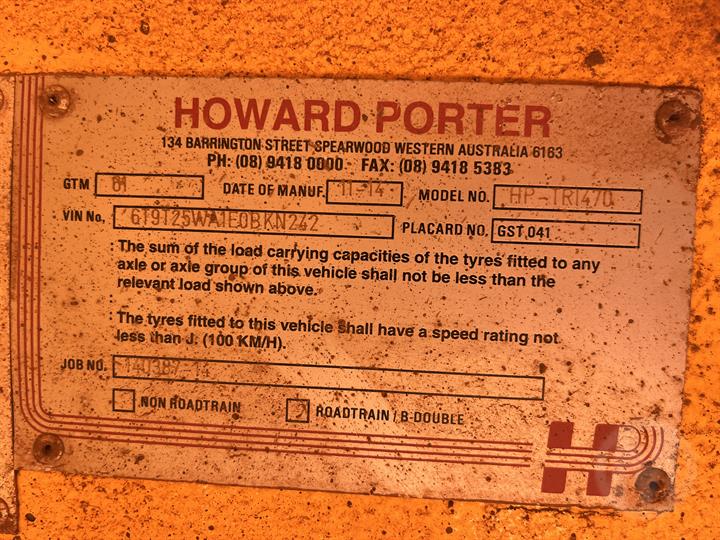 HOWARD PORTER
134 BARRINGTON STREET SPEARWOOD WESTERN AUSTRALIA 6163
PH: (08) 9418 0000 FAX: (08) 9418 5383
GTM 61 DATE OF MANUF. 11-14 MODEL NO. HP-TRI470
VIN No. 6T9T25WA1E0BKN242 PLACARD NO. GST 041
: The sum of the load carrying capacities of the tyres fitted to any
axle or axle group of this vehicle shall not be less than the
relevant load shown above.
: The tyres fitted to this vehicle shall have a speed rating not
less than J. (100 KM/H).
JOB NO. 140387-14
NON ROADTRAIN ROADTRAIN / B-DOUBLE
HP